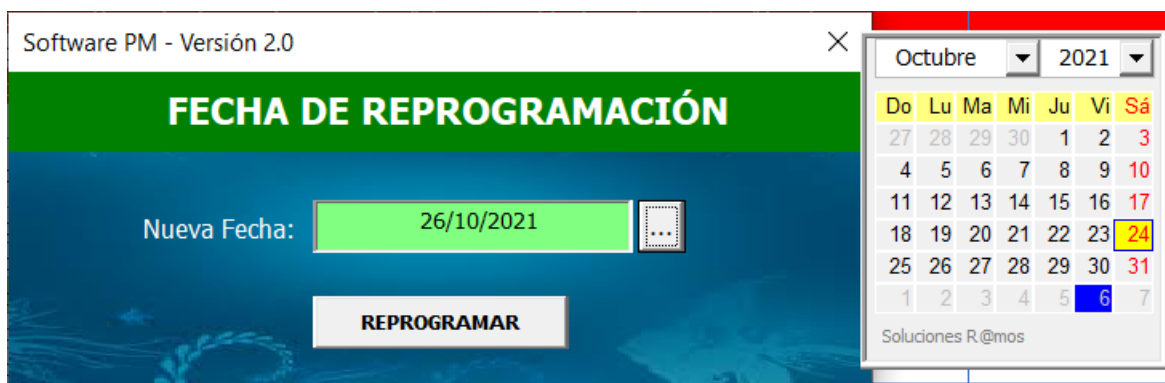 Software PM - Versión 2.0
FECHA DE REPROGRAMACIÓN
Nueva Fecha: 26/10/2021 ...
REPROGRAMAR
Octubre 2021
Do Lu Ma Mi Ju Vi Sá
27 28 29 30 1 2 3
4 5 6 7 8 9 10
11 12 13 14 15 16 17
18 19 20 21 22 23 24
25 26 27 28 29 30 31
1 2 3 4 5 6 7
Soluciones R@mos